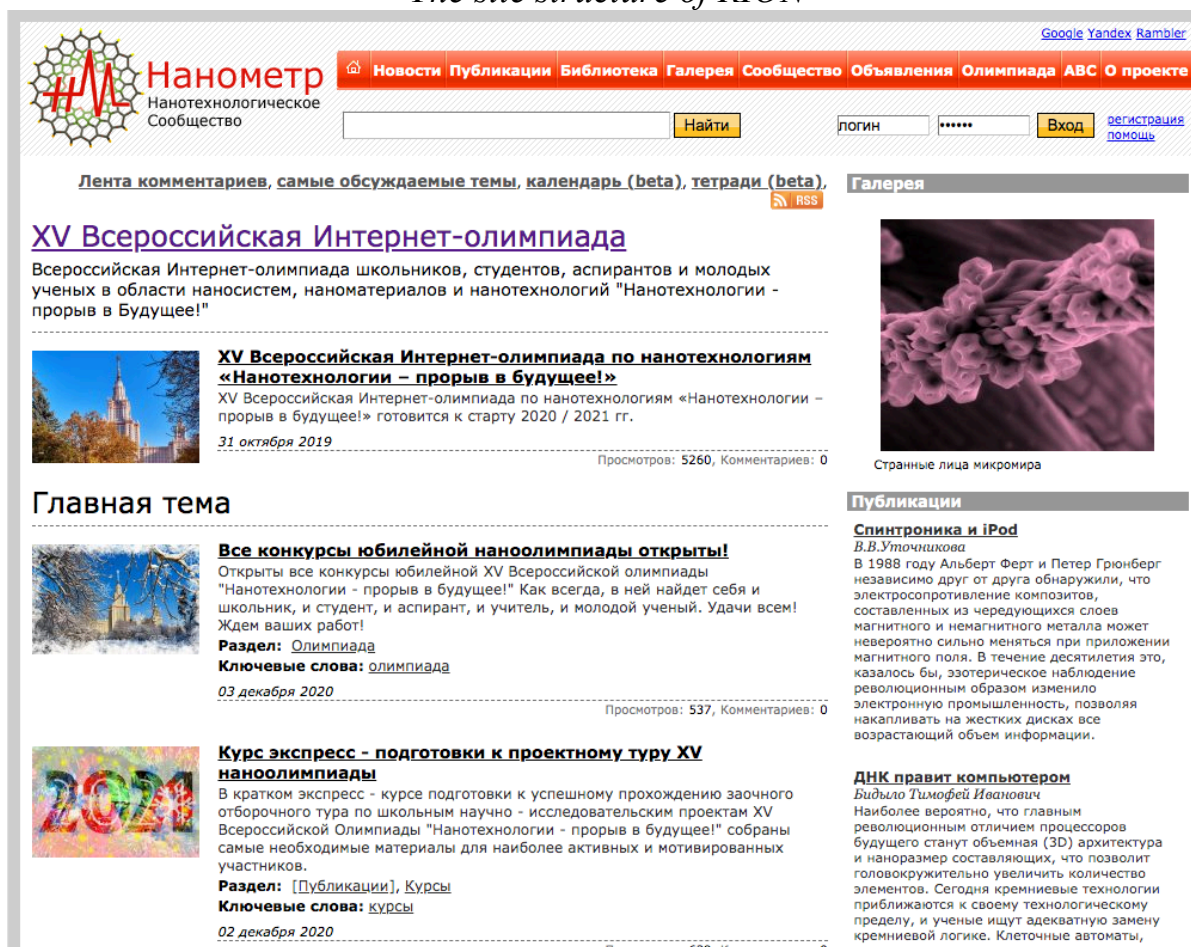 The site structure of RION
Google Yandex Rambler
Нанометр
Нанотехнологическое
Сообщество
Новости Публикации Библиотека Галерея Сообщество Объявления Олимпиада ABC О проекте
Найти
логин
••••••
Вход
регистрация
помощь
Лента комментариев, самые обсуждаемые темы, календарь (beta), тетради (beta),
RSS
XV Всероссийская Интернет-олимпиада
Всероссийская Интернет-олимпиада школьников, студентов, аспирантов и молодых
ученых в области наносистем, наноматериалов и нанотехнологий "Нанотехнологии -
прорыв в Будущее!"
XV Всероссийская Интернет-олимпиада по нанотехнологиям
«Нанотехнологии – прорыв в будущее!»
XV Всероссийская Интернет-олимпиада по нанотехнологиям «Нанотехнологии –
прорыв в будущее!» готовится к старту 2020 / 2021 гг.
31 октября 2019
Просмотров: 5260, Комментариев: 0
Главная тема
Все конкурсы юбилейной наноолимпиады открыты!
Открыты все конкурсы юбилейной XV Всероссийской олимпиады
"Нанотехнологии - прорыв в будущее!" Как всегда, в ней найдет себя и
школьник, и студент, и аспирант, и учитель, и молодой ученый. Удачи всем!
Ждем ваших работ!
Раздел: Олимпиада
Ключевые слова: олимпиада
03 декабря 2020
Просмотров: 537, Комментариев: 0
2021
Курс экспресс - подготовки к проектному туру XV
наноолимпиады
В кратком экспресс - курсе подготовки к успешному прохождению заочного
отборочного тура по школьным научно - исследовательским проектам XV
Всероссийской Олимпиады "Нанотехнологии - прорыв в будущее!" собраны
самые необходимые материалы для наиболее активных и мотивированных
участников.
Раздел: [Публикации], Курсы
Ключевые слова: курсы
02 декабря 2020
Галерея
Странные лица микромира
Публикации
Спинтроника и iPod
В.В.Уточникова
В 1988 году Альберт Ферт и Петер Грюнберг
независимо друг от друга обнаружили, что
электросопротивление композитов,
составленных из чередующихся слоев
магнитного и немагнитного металла может
невероятно сильно меняться при приложении
магнитного поля. В течение десятилетия это,
казалось бы, эзотерическое наблюдение
революционным образом изменило
электронную промышленность, позволяя
накапливать на жестких дисках все
возрастающий объем информации.
ДНК правит компьютером
Бидыло Тимофей Иванович
Наиболее вероятно, что главным
революционным отличием процессоров
будущего станут объемная (3D) архитектура
и наноразмер составляющих, что позволит
головокружительно увеличить количество
элементов. Сегодня кремниевые технологии
приближаются к своему технологическому
пределу, и ученые ищут адекватную замену
кремниевой логике. Клеточные автоматы,